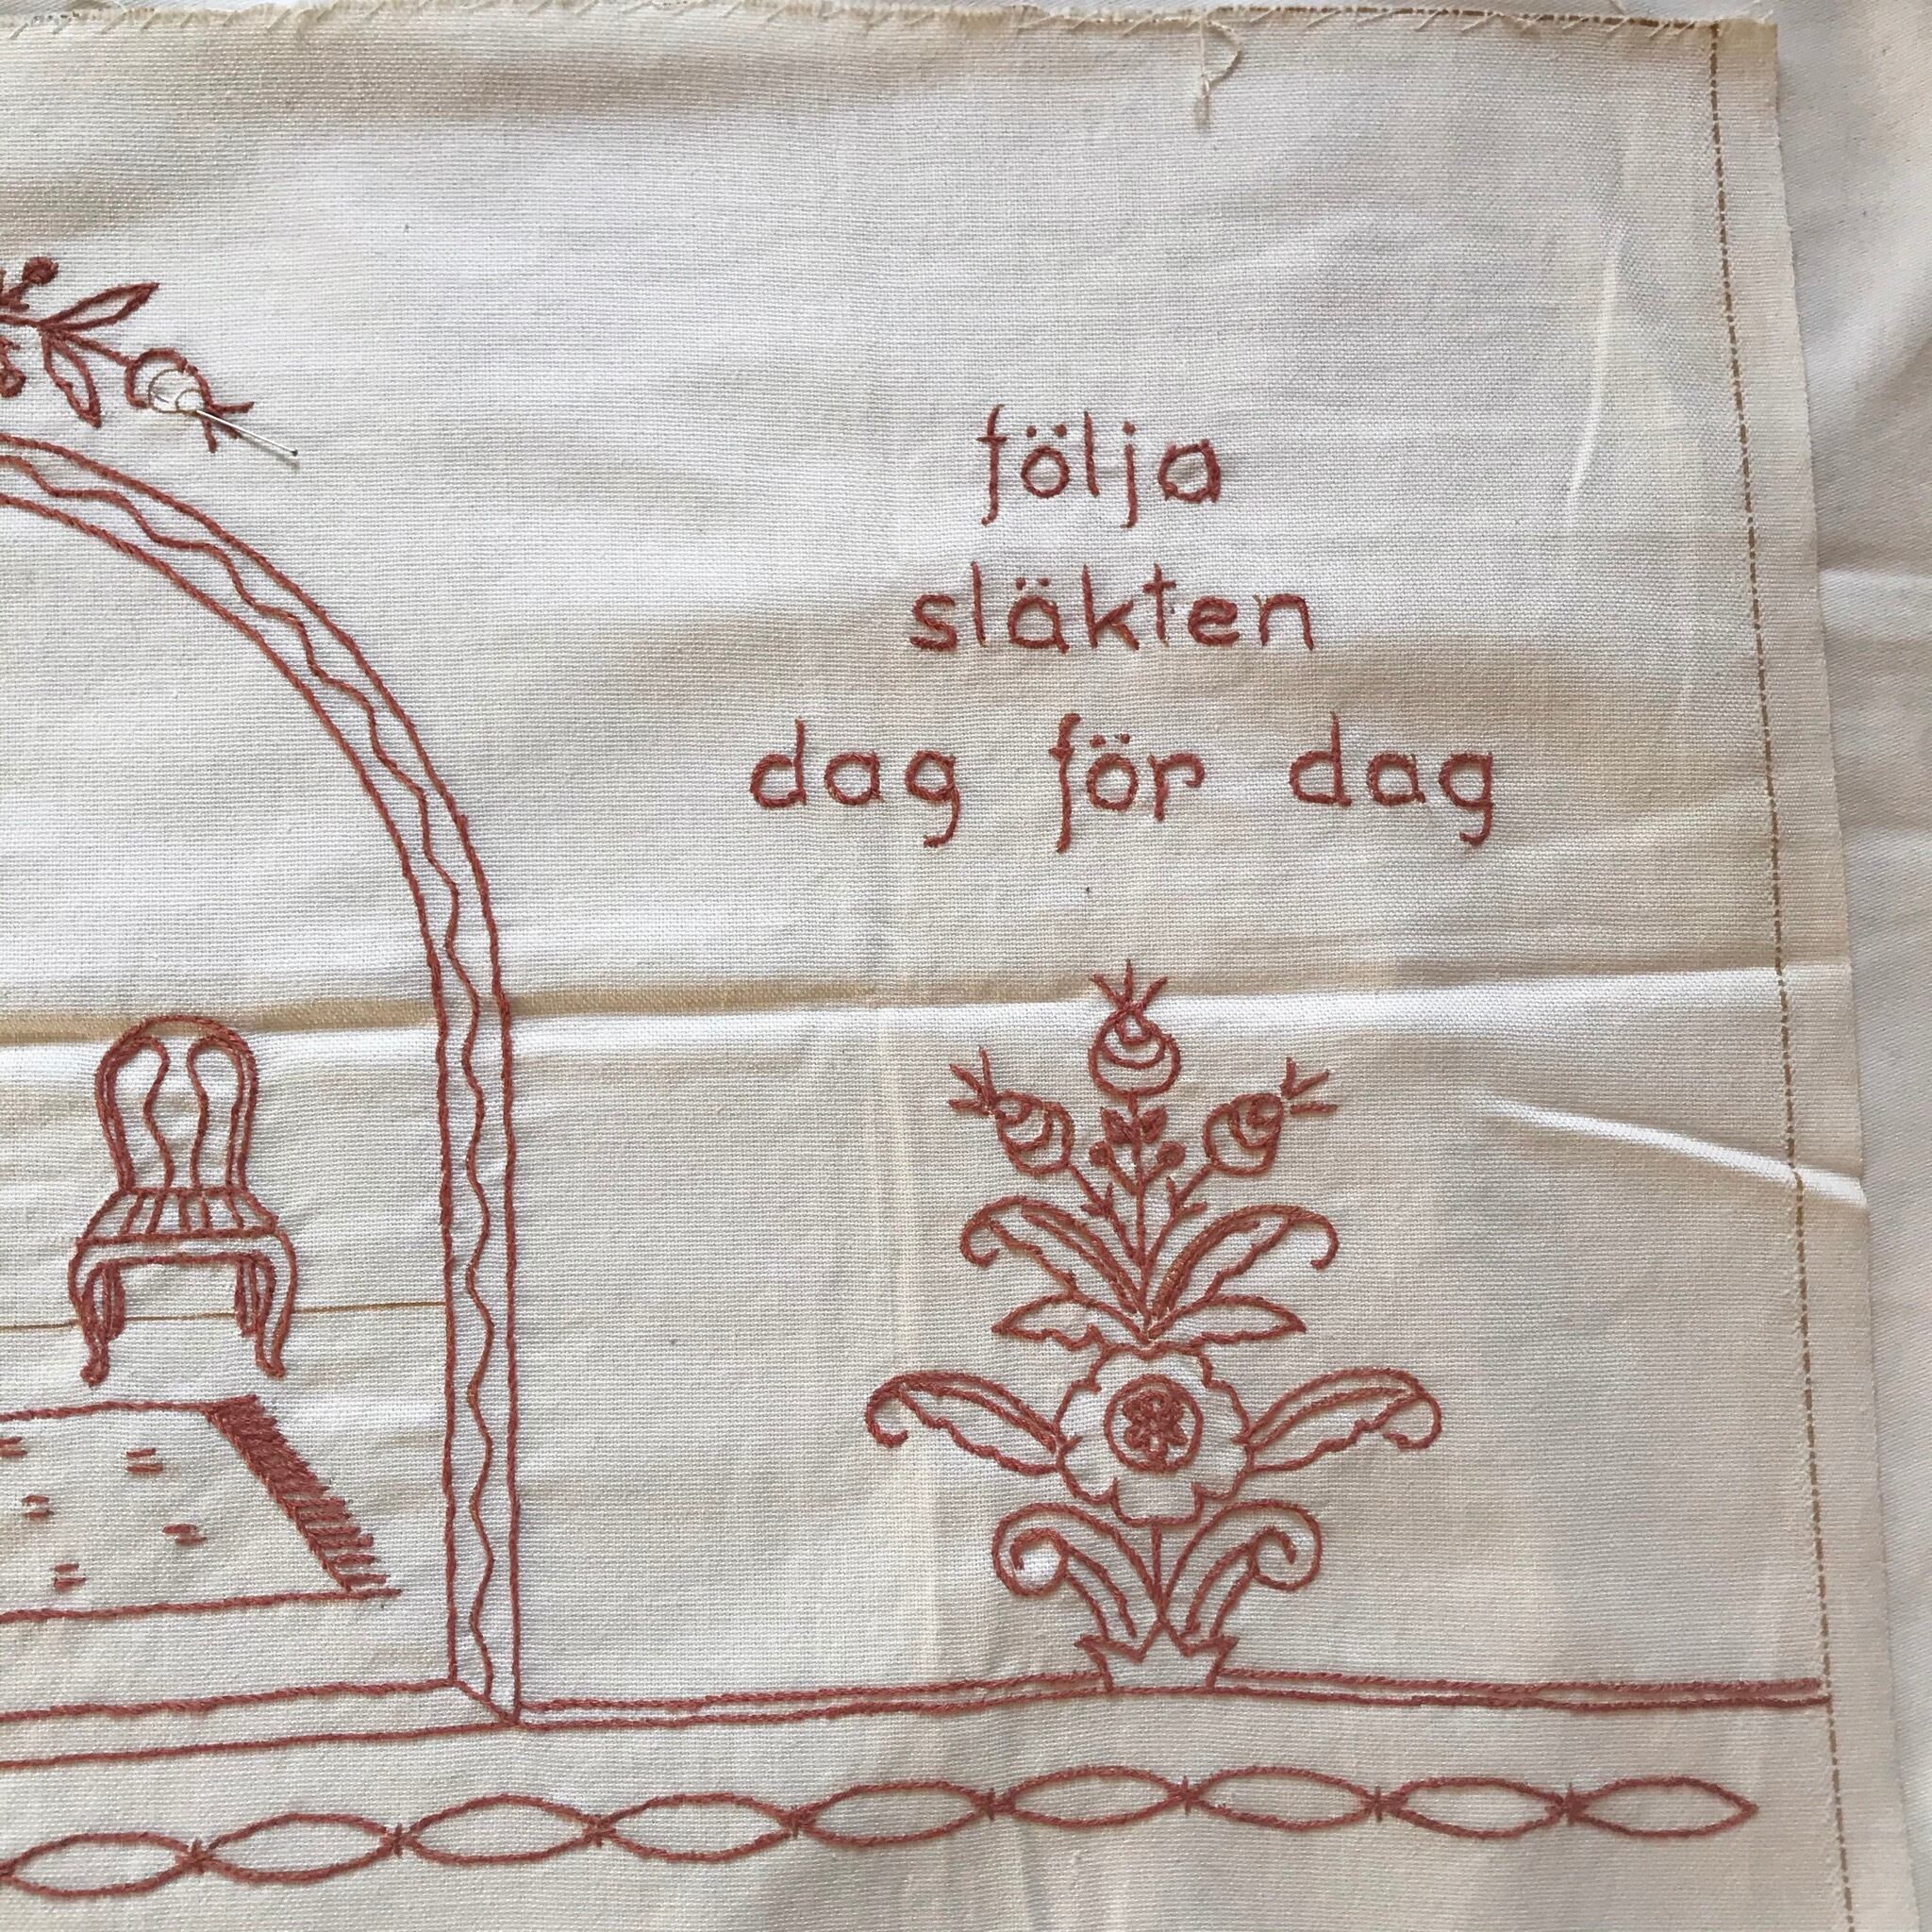 följa
släkten
dag för dag